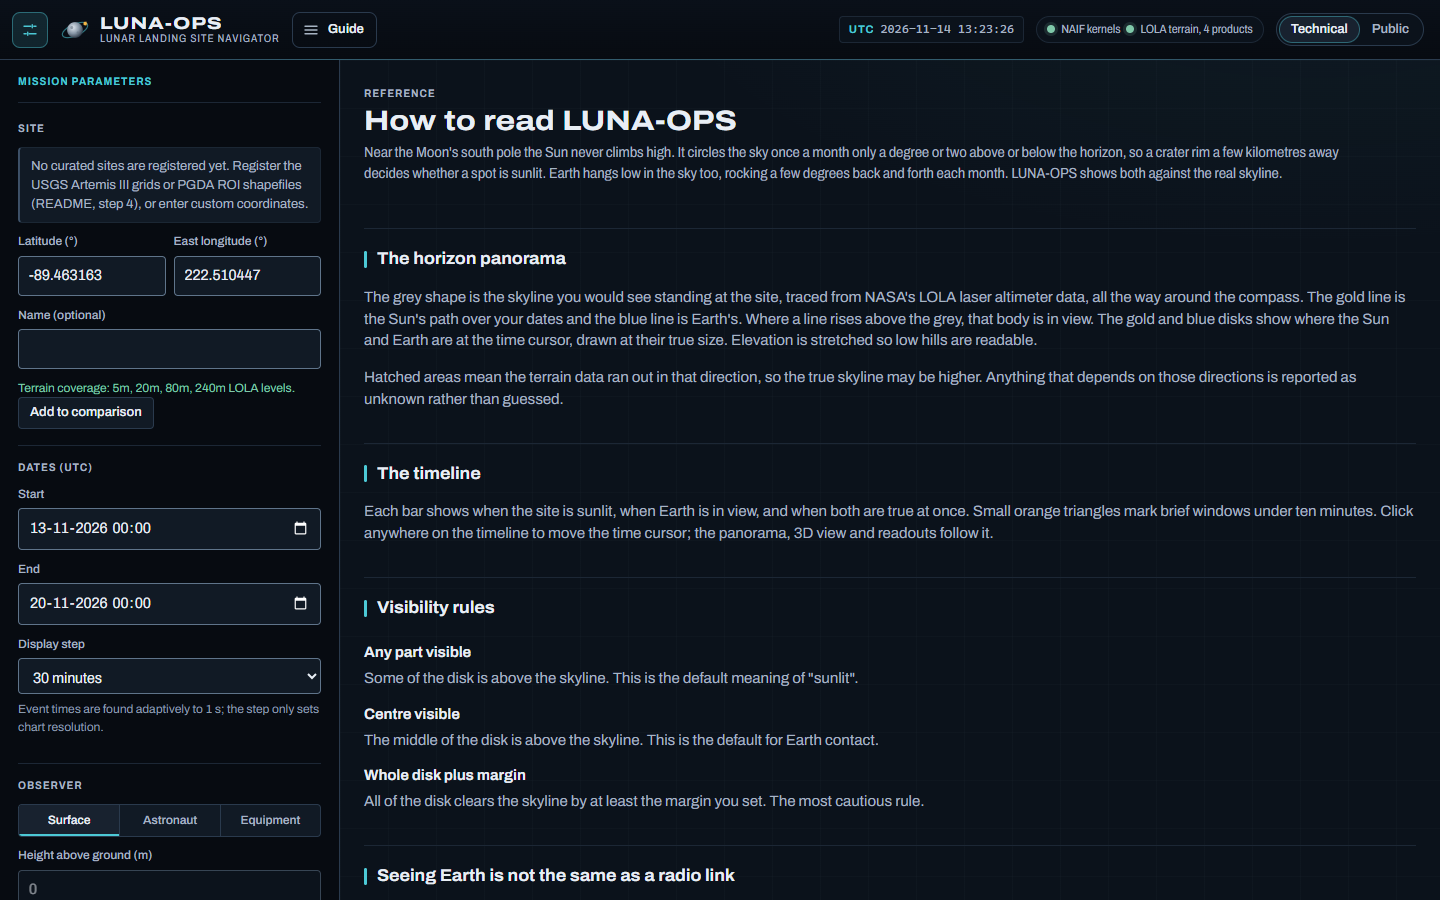 LUNA-OPS
LUNAR LANDING SITE NAVIGATOR
Guide
UTC 2026-11-14 13:23:26
NAIF kernels
LOLA terrain, 4 products
Technical
Public
MISSION PARAMETERS
SITE
No curated sites are registered yet. Register the
USGS Artemis III grids or PGDA ROI shapefiles
(README, step 4), or enter custom coordinates.
Latitude (°)
East longitude (°)
-89.463163
222.510447
Name (optional)
Terrain coverage: 5m, 20m, 80m, 240m LOLA levels.
Add to comparison
DATES (UTC)
Start
13-11-2026 00:00
End
20-11-2026 00:00
Display step
30 minutes
Event times are found adaptively to 1 s; the step only sets
chart resolution.
OBSERVER
Surface
Astronaut
Equipment
Height above ground (m)
0
REFERENCE
How to read LUNA-OPS
Near the Moon's south pole the Sun never climbs high. It circles the sky once a month only a degree or two above or below the horizon, so a crater rim a few kilometres away
decides whether a spot is sunlit. Earth hangs low in the sky too, rocking a few degrees back and forth each month. LUNA-OPS shows both against the real skyline.
The horizon panorama
The grey shape is the skyline you would see standing at the site, traced from NASA's LOLA laser altimeter data, all the way around the compass. The gold line is
the Sun's path over your dates and the blue line is Earth's. Where a line rises above the grey, that body is in view. The gold and blue disks show where the Sun
and Earth are at the time cursor, drawn at their true size. Elevation is stretched so low hills are readable.
Hatched areas mean the terrain data ran out in that direction, so the true skyline may be higher. Anything that depends on those directions is reported as
unknown rather than guessed.
The timeline
Each bar shows when the site is sunlit, when Earth is in view, and when both are true at once. Small orange triangles mark brief windows under ten minutes. Click
anywhere on the timeline to move the time cursor; the panorama, 3D view and readouts follow it.
Visibility rules
Any part visible
Some of the disk is above the skyline. This is the default meaning of "sunlit".
Centre visible
The middle of the disk is above the skyline. This is the default for Earth contact.
Whole disk plus margin
All of the disk clears the skyline by at least the margin you set. The most cautious rule.
Seeing Earth is not the same as a radio link